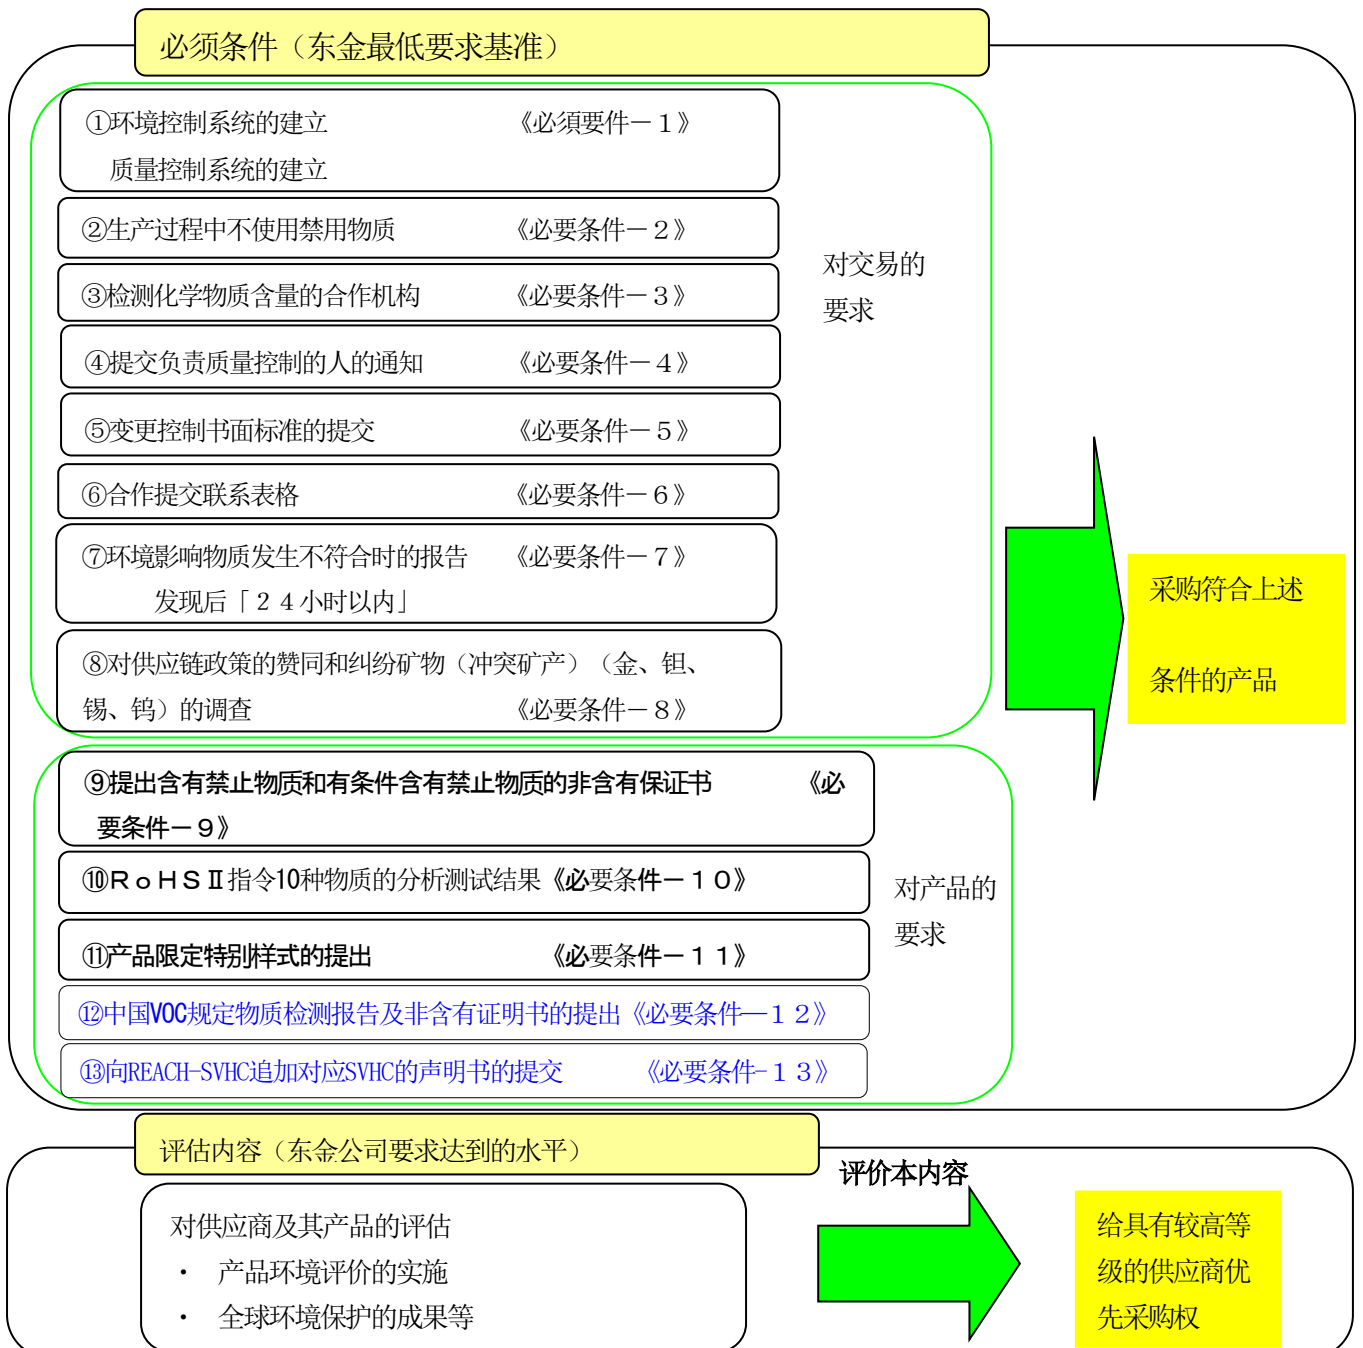 必须条件（东金最低要求基准）
①环境控制系统的建立 《必須要件－１》
质量控制系统的建立
②生产过程中不使用禁用物质 《必要条件－２》
③检测化学物质含量的合作机构 《必要条件－３》
④提交负责质量控制的人的通知 《必要条件－４》
⑤变更控制书面标准的提交 《必要条件－５》
⑥合作提交联系表格 《必要条件－６》
⑦环境影响物质发生不符合时的报告 《必要条件－７》
发现后「２４小时以内」
⑧对供应链政策的赞同和纠纷矿物（冲突矿产）（金、钽、
锡、钨）的调查 《必要条件－８》
对交易的
要求
⑨提出含有禁止物质和有条件含有禁止物质的非含有保证书 《必
要条件－９》
⑩ＲｏＨＳⅡ指令10种物质的分析测试结果《必要条件－１０》
⑪产品限定特别样式的提出 《必要条件－１１》
⑫中国VOC规定物质检测报告及非含有证明书的提出《必要条件—１２》
⑬向REACH-SVHC追加对应SVHC的声明书的提交 《必要条件-１３》
对产品的
要求
采购符合上述
条件的产品
评估内容（东金公司要求达到的水平）
对供应商及其产品的评估
・ 产品环境评价的实施
・ 全球环境保护的成果等
评价本内容
给具有较高等
级的供应商优
先采购权